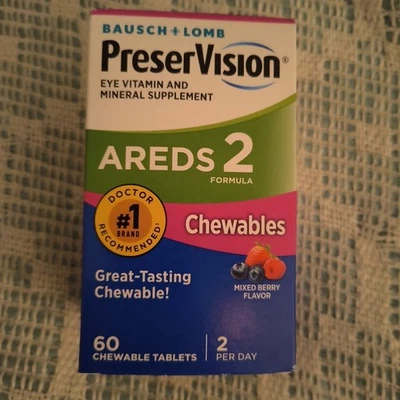 BAUSCH + LOMB
PreserVision®
EYE VITAMIN AND
MINERAL SUPPLEMENT
AREDS 2
FORMULA
DOCTOR
#1
BRAND
RECOMMENDED
Chewables
Great-Tasting
Chewable!
MIXED BERRY
FLAVOR
60
CHEWABLE TABLETS
2
PER DAY